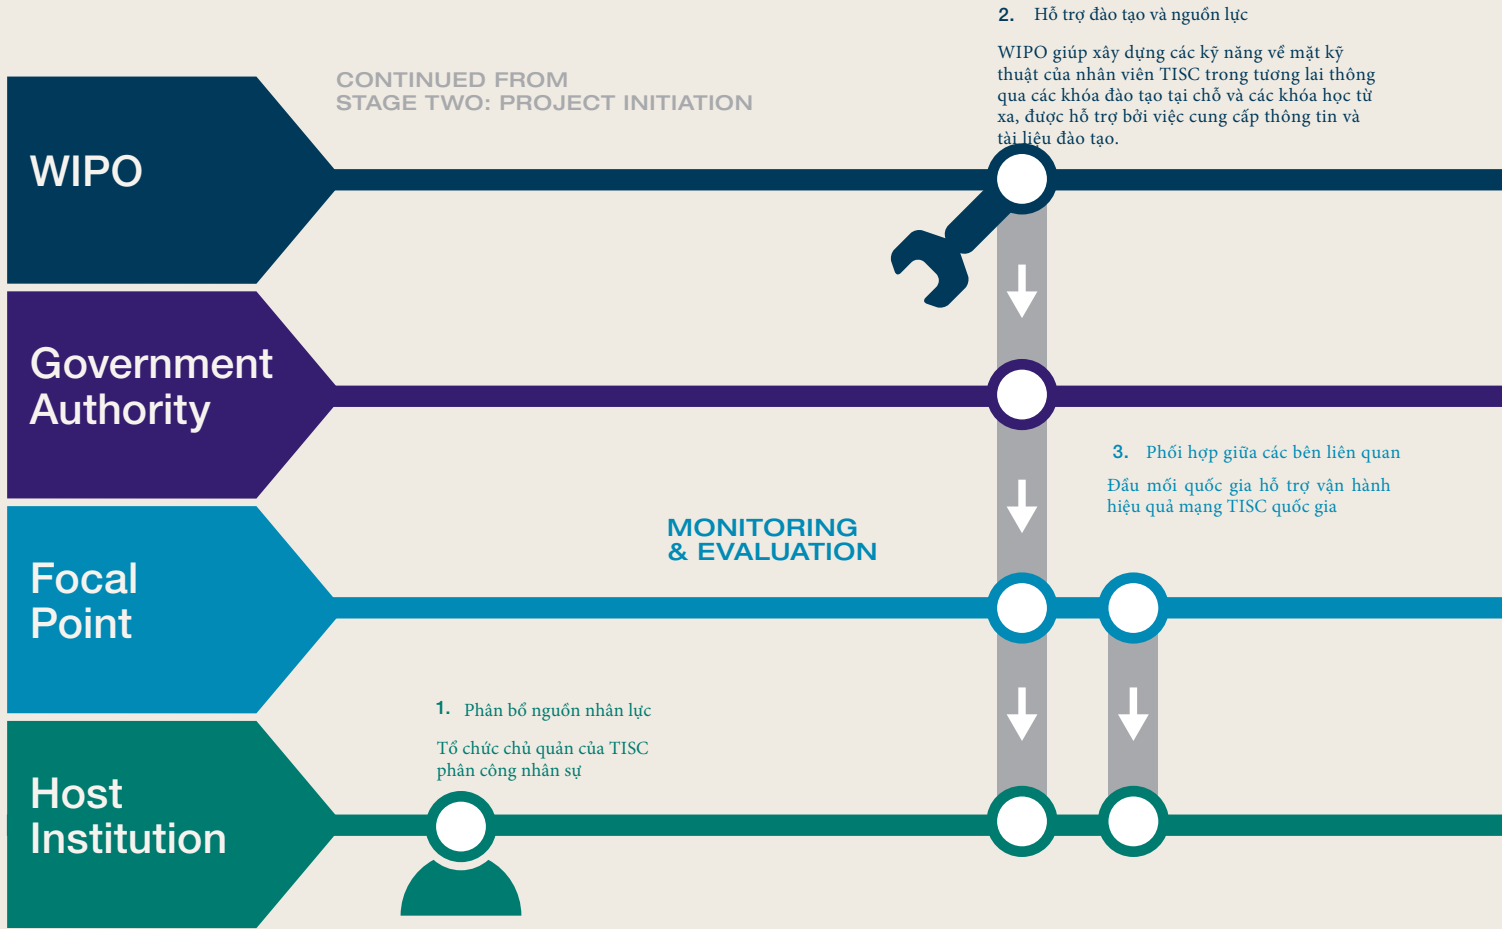 2. Hỗ trợ đào tạo và nguồn lực
WIPO giúp xây dựng các kỹ năng về mặt kỹ
thuật của nhân viên TISC trong tương lai thông
qua các khóa đào tạo tại chỗ và các khóa học từ
xa, được hỗ trợ bởi việc cung cấp thông tin và
tài liệu đào tạo.
CONTINUED FROM
STAGE TWO: PROJECT INITIATION
WIPO
Government
Authority
3. Phối hợp giữa các bên liên quan
Đầu mối quốc gia hỗ trợ vận hành
hiệu quả mạng TISC quốc gia
MONITORING
& EVALUATION
Focal
Point
1. Phân bổ nguồn nhân lực
Tổ chức chủ quản của TISC
phân công nhân sự
Host
Institution